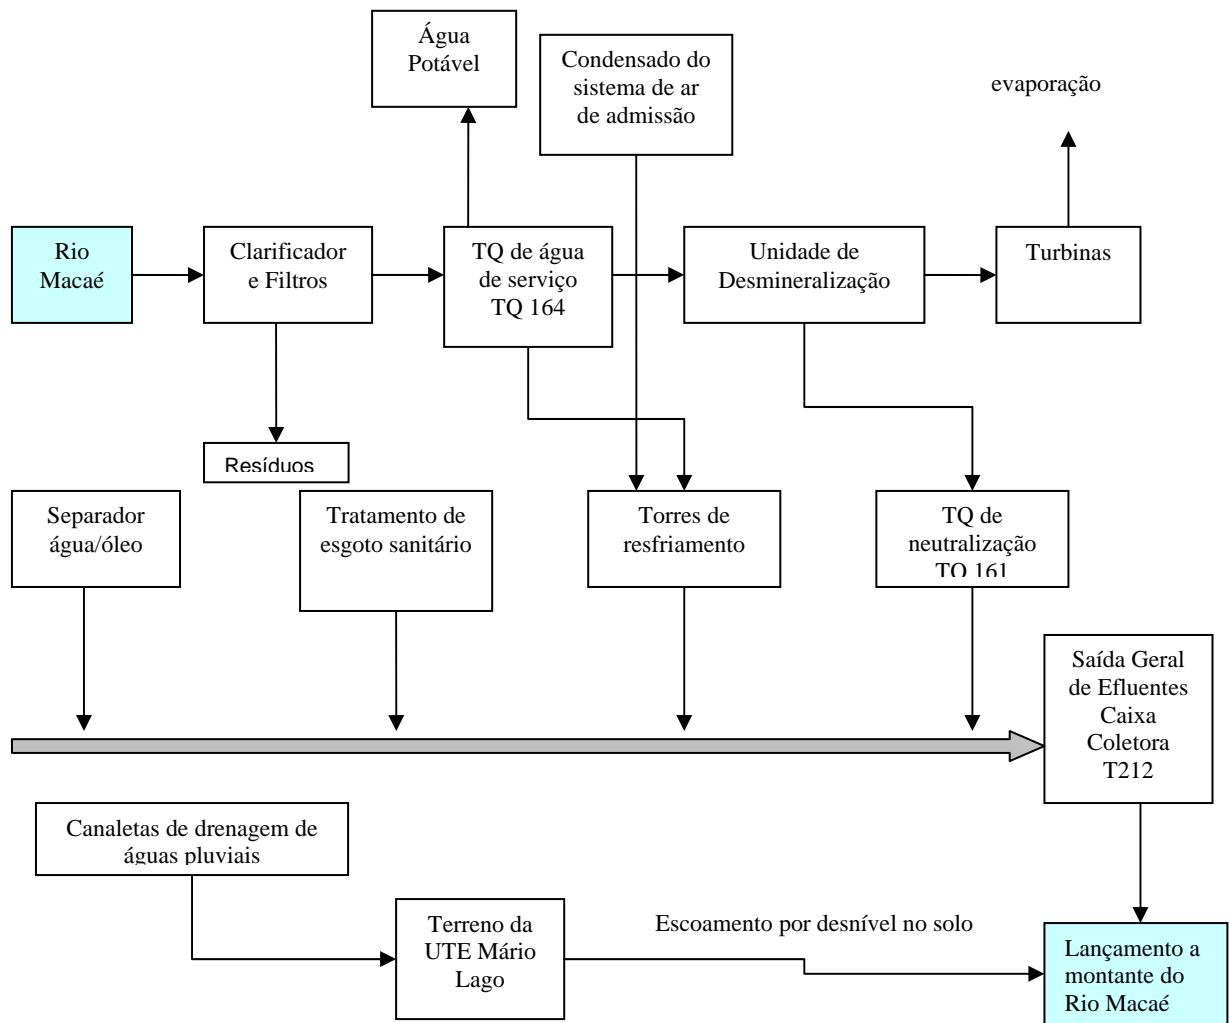 Água
Potável
Condensado do
sistema de ar
de admissão
evaporação
Rio
Macaé
Clarificador
e Filtros
TQ de água
de serviço
TQ 164
Unidade de
Desmineralização
Turbinas
Resíduos
Separador
água/óleo
Tratamento de
esgoto sanitário
Torres de
resfriamento
TQ de
neutralização
TQ 161
Saída Geral
de Efluentes
Caixa
Coletora
T212
Canaletas de drenagem de
águas pluviais
Terreno da
UTE Mário
Lago
Escoamento por desnível no solo
Lançamento a
montante do
Rio Macaé